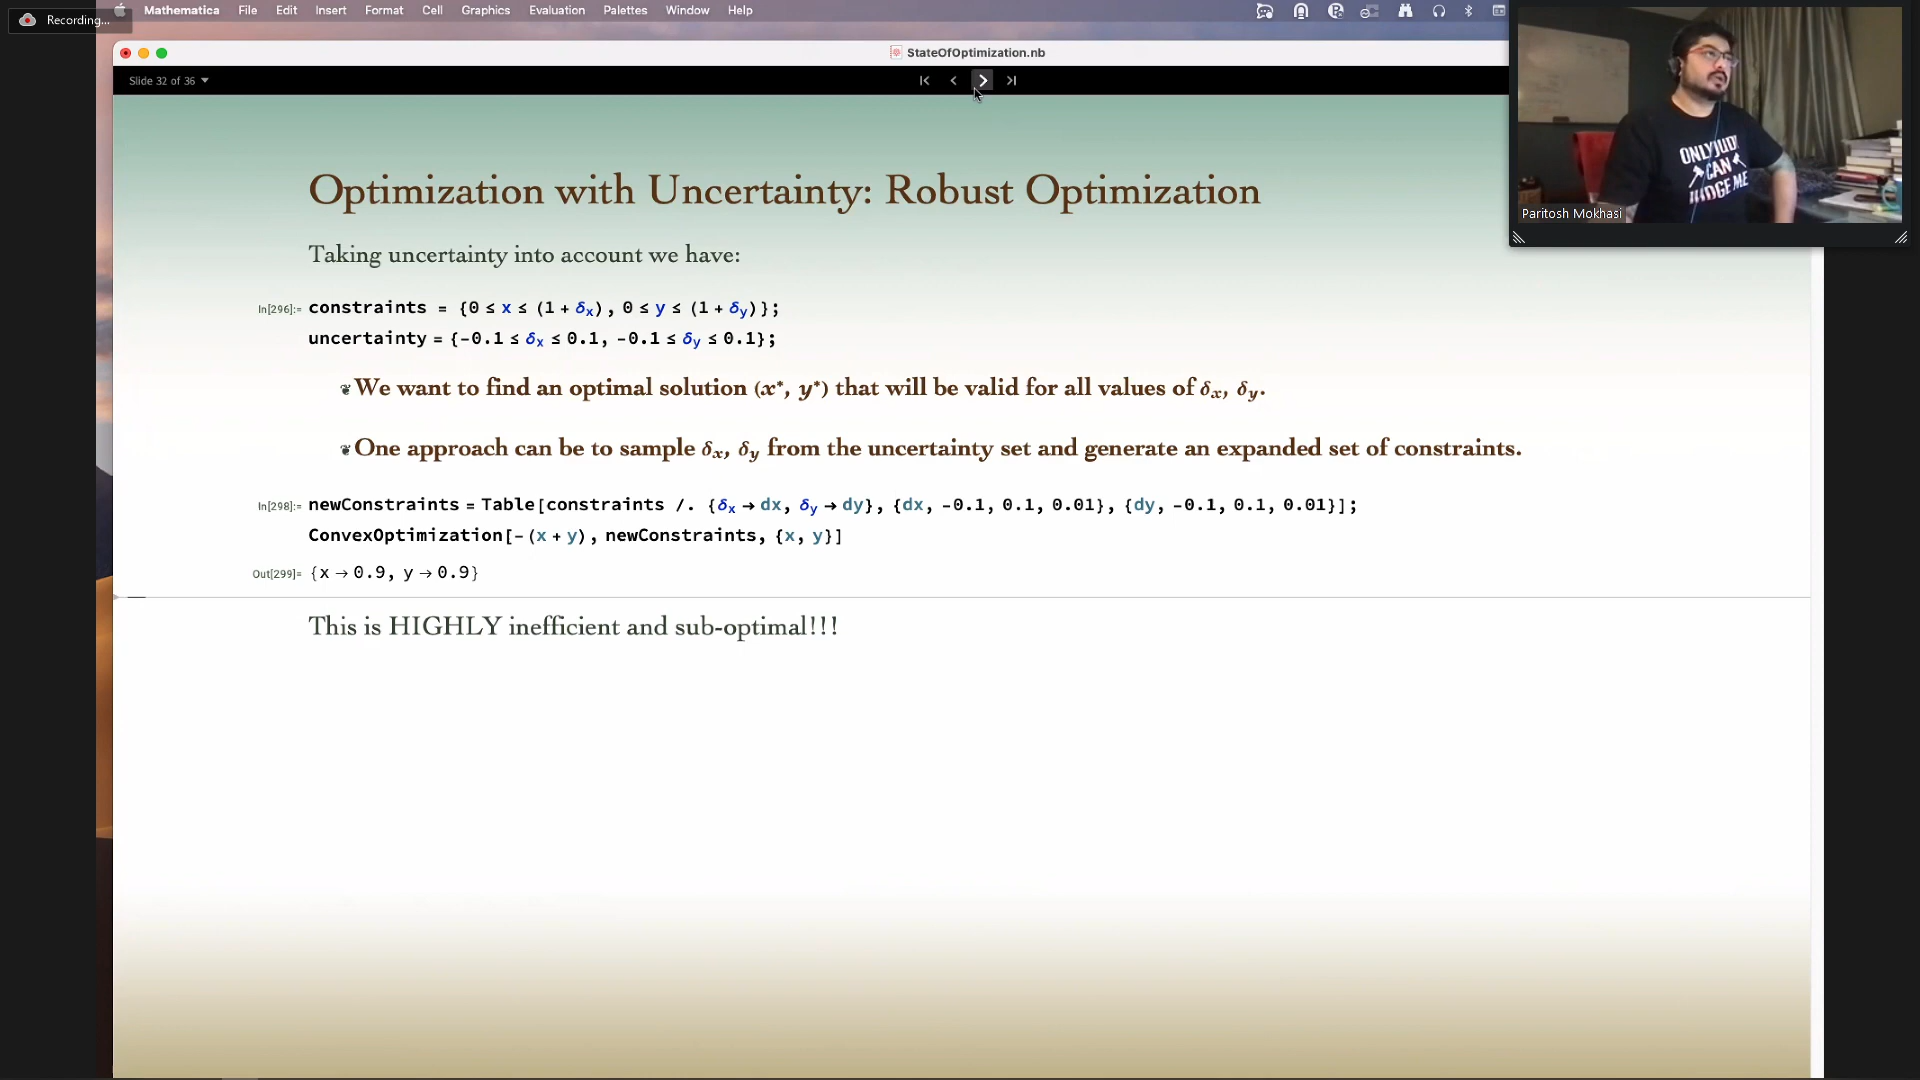 Recording...
Mathematica File Edit Insert Format Cell Graphics Evaluation Palettes Window Help
StateOfOptimization.nb
Slide 32 of 36
Optimization with Uncertainty: Robust Optimization
Taking uncertainty into account we have:
In[296]:= constraints = {0 ≤ x ≤ (1 + δx), 0 ≤ y ≤ (1 + δy)};
uncertainty = {-0.1 ≤ δx ≤ 0.1, -0.1 ≤ δy ≤ 0.1};
We want to find an optimal solution (x*, y*) that will be valid for all values of δx, δy.
One approach can be to sample δx, δy from the uncertainty set and generate an expanded set of constraints.
In[298]:= newConstraints = Table[constraints /. {δx → dx, δy → dy}, {dx, -0.1, 0.1, 0.01}, {dy, -0.1, 0.1, 0.01}];
ConvexOptimization[-(x + y), newConstraints, {x, y}]
Out[299]= {x → 0.9, y → 0.9}
This is HIGHLY inefficient and sub-optimal!!!
ONLY
CAN
ME
Paritosh Mokhasi